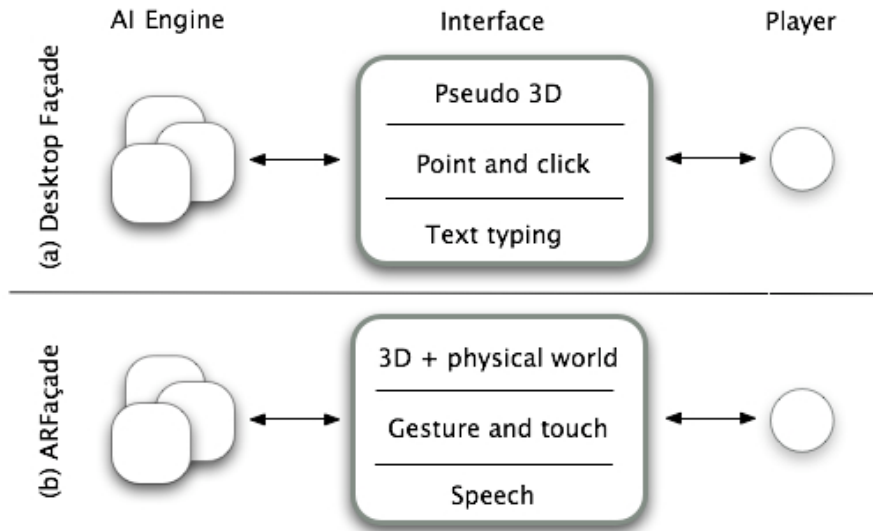 AI Engine
Interface
Player
(a) Desktop Façade
Pseudo 3D
Point and click
Text typing
(b) ARFaçade
3D + physical world
Gesture and touch
Speech